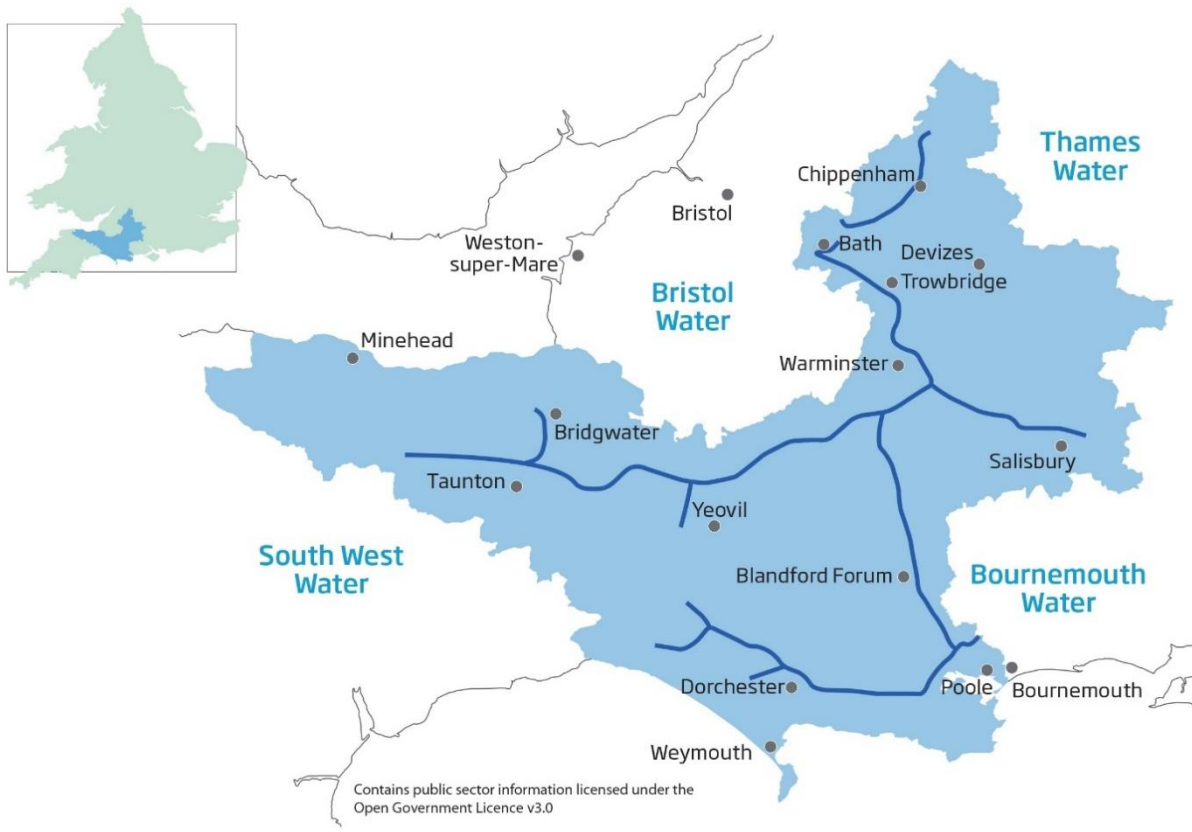 Thames
Water
Chippenham
Bristol
Bath
Devizes
Trowbridge
Weston-
super-Mare
Bristol
Water
Minehead
Warminster
Bridgwater
Salisbury
Taunton
Yeovil
South West
Water
Blandford Forum
Bournemouth
Water
Dorchester
Poole
Bournemouth
Weymouth
Contains public sector information licensed under the
Open Government Licence v3.0